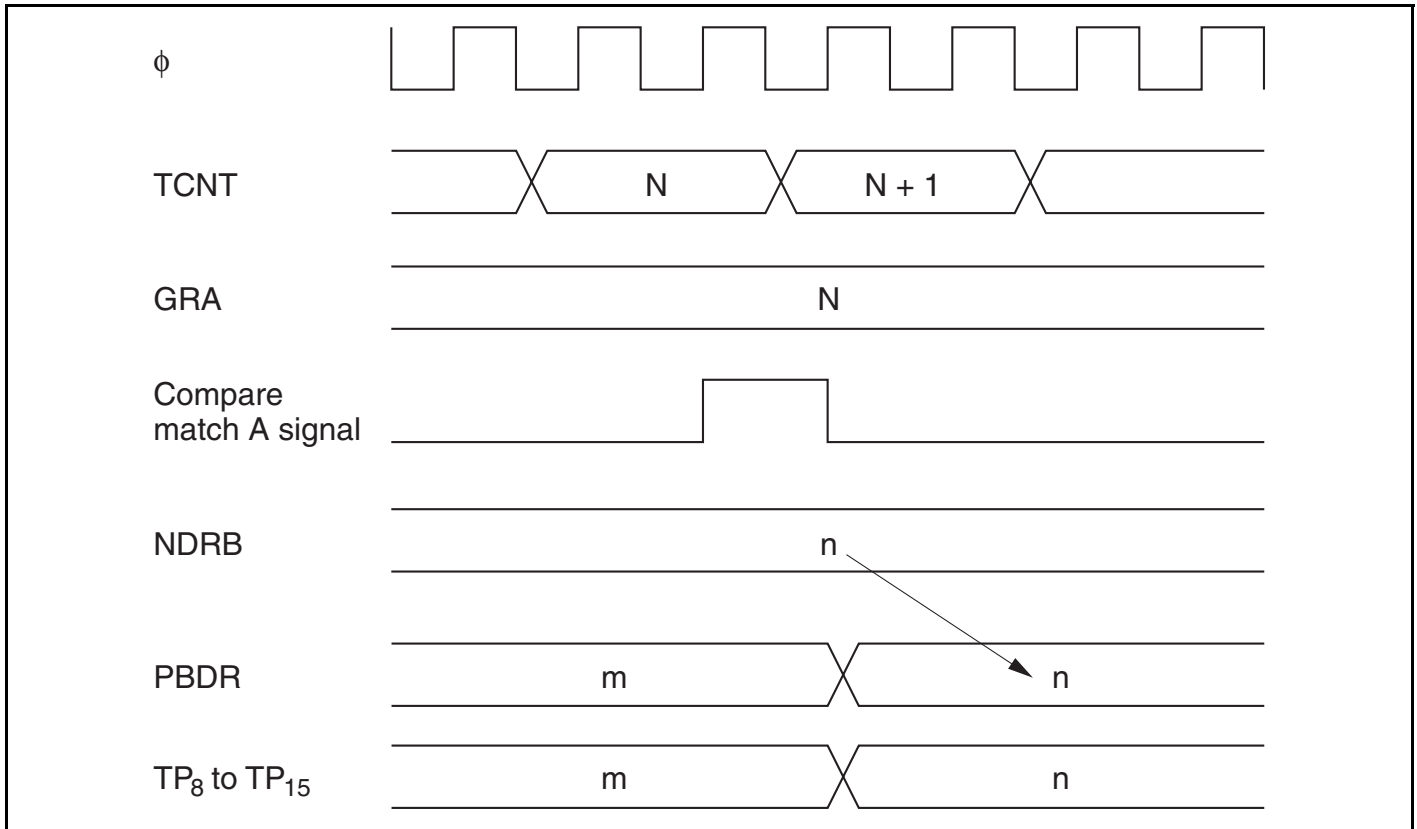 ϕ
TCNT
N
N + 1
GRA
N
Compare
match A signal
NDRB
n
PBDR
m
n
TP8 to TP15
m
n